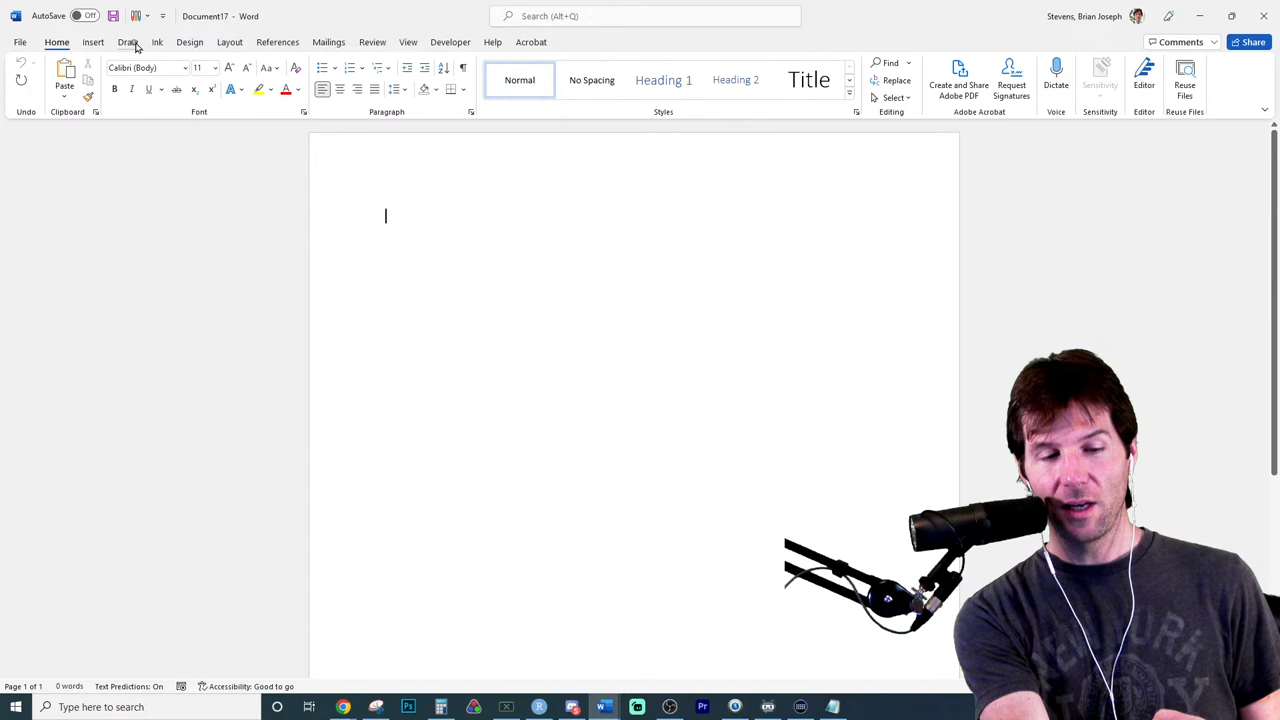 AutoSave Off Document17 - Word Search (Alt+Q) Stevens, Brian Joseph
File Home Insert Draw Ink Design Layout References Mailings Review View Developer Help Acrobat Comments Share
Calibri (Body) 11 Aa Normal No Spacing Heading 1 Heading 2 Title
Paste
Find
Replace
Select
Create and Share Adobe PDF
Request Signatures
Dictate
Sensitivity
Editor
Reuse Files
Undo Clipboard Font Paragraph Styles Editing Adobe Acrobat Voice Sensitivity Editor Reuse Files
Page 1 of 1 0 words Text Predictions: On Accessibility: Good to go
Type here to search